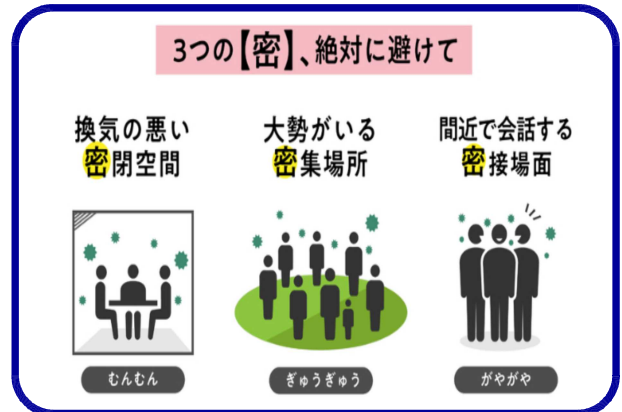 3つの【密】、絶対に避けて
換気の悪い
密閉空間
大勢がいる
密集場所
間近で会話する
密接場面
むんむん
ぎゅうぎゅう
がやがや